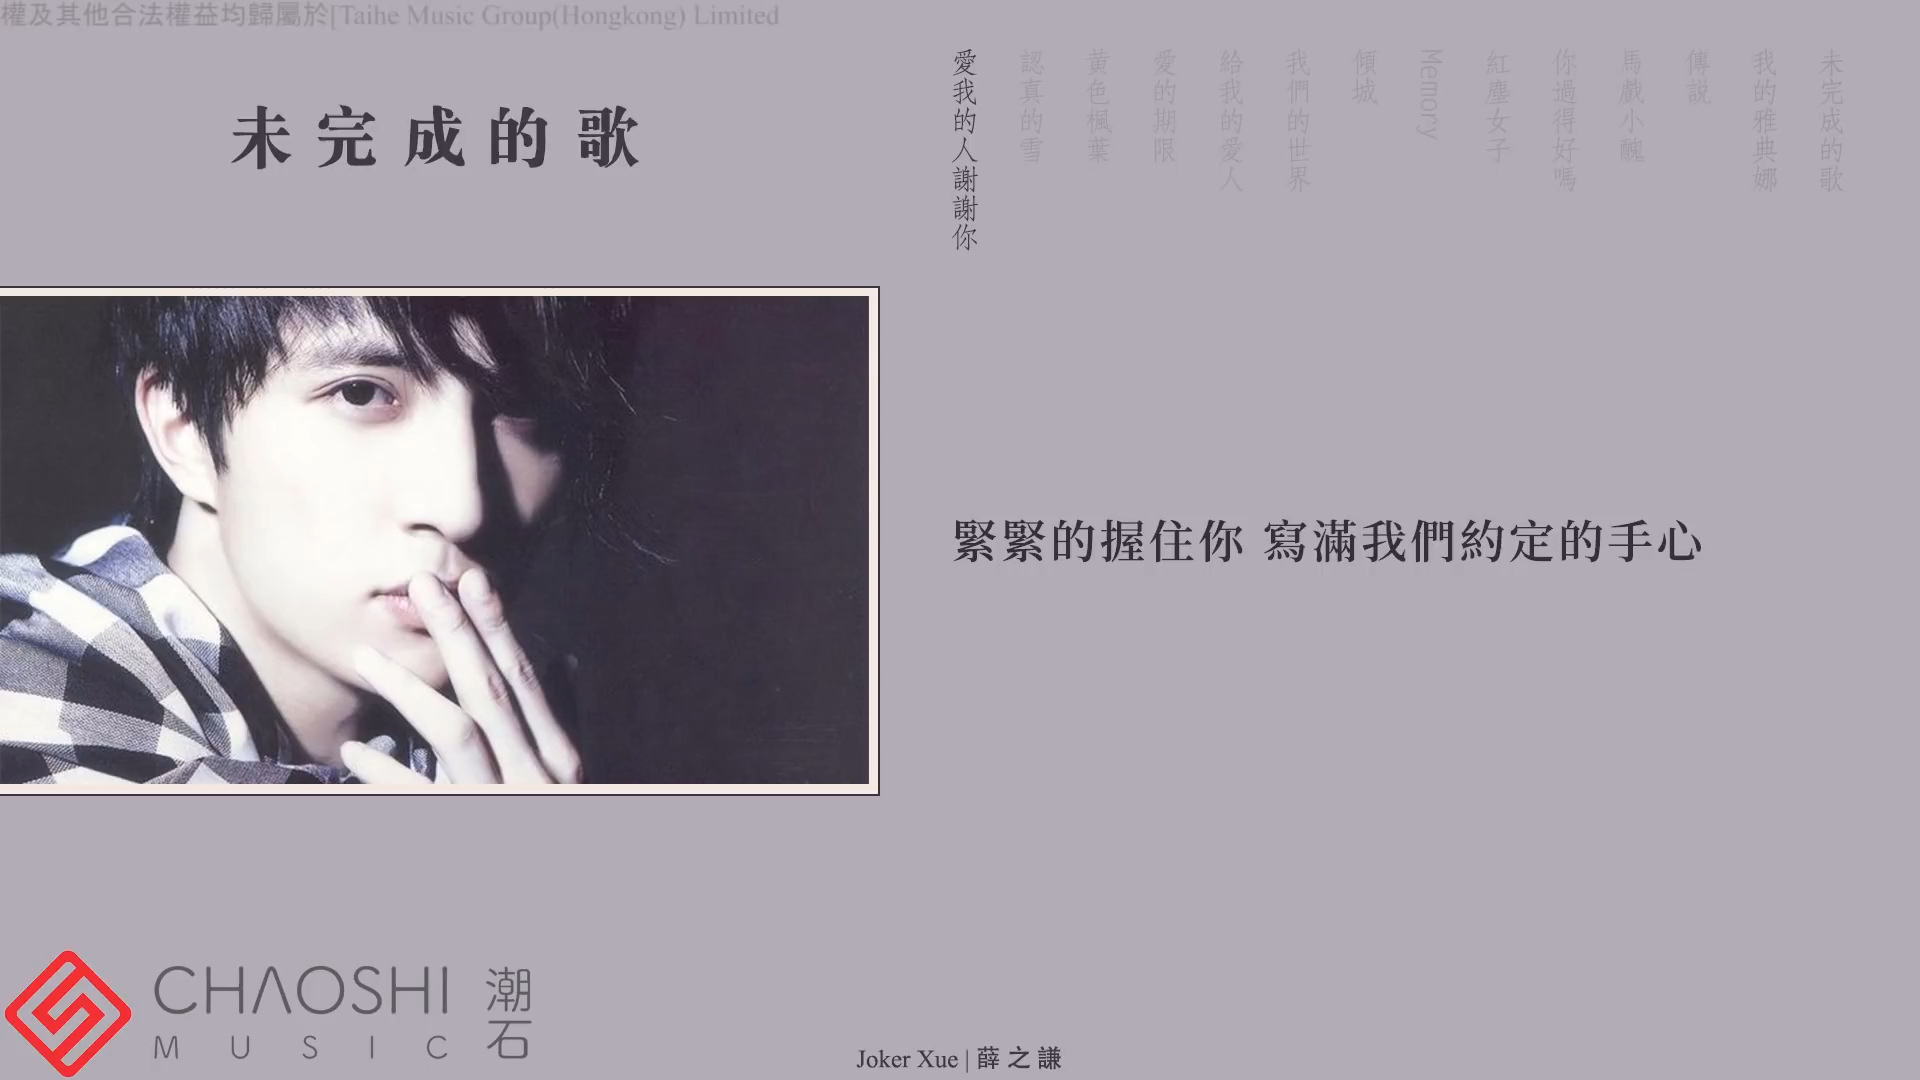 權及其他合法權益均歸屬於[Taihe Music Group(Hongkong) Limited
未完成的歌
愛我的人謝謝你
認真的雪
黃色楓葉
愛的期限
給我的愛人
我們的世界
傾城
Memory
紅塵女子
你過得好嗎
馬戲小醜
傳説
我的雅典娜
未完成的歌
緊緊的握住你 寫滿我們約定的手心
CHAOSHI 潮石
MUSIC
Joker Xue | 薛之謙